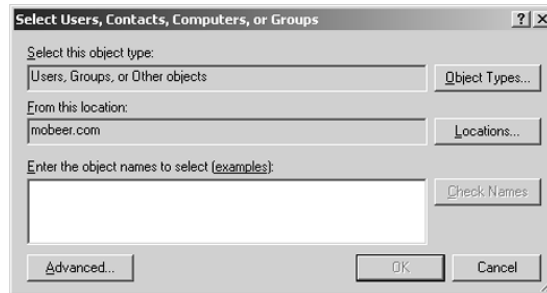 Select Users, Contacts, Computers, or Groups
Select this object type:
Users, Groups, or Other objects
Object Types...
From this location:
mobeer.com
Locations...
Enter the object names to select (examples):
Check Names
Advanced...
OK
Cancel